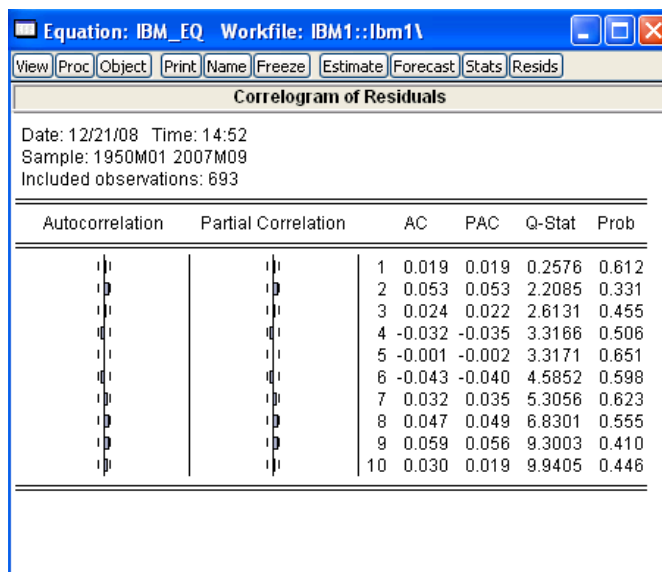 Equation: IBM_EQ Workfile: IBM1::Ibm1\
View Proc Object Print Name Freeze Estimate Forecast Stats Resids
Correlogram of Residuals
Date: 12/21/08 Time: 14:52
Sample: 1950M01 2007M09
Included observations: 693
Autocorrelation Partial Correlation AC PAC Q-Stat Prob
1 0.019 0.019 0.2576 0.612
2 0.053 0.053 2.2085 0.331
3 0.024 0.022 2.6131 0.455
4 -0.032 -0.035 3.3166 0.506
5 -0.001 -0.002 3.3171 0.651
6 -0.043 -0.040 4.5852 0.598
7 0.032 0.035 5.3056 0.623
8 0.047 0.049 6.8301 0.555
9 0.059 0.056 9.3003 0.410
10 0.030 0.019 9.9405 0.446